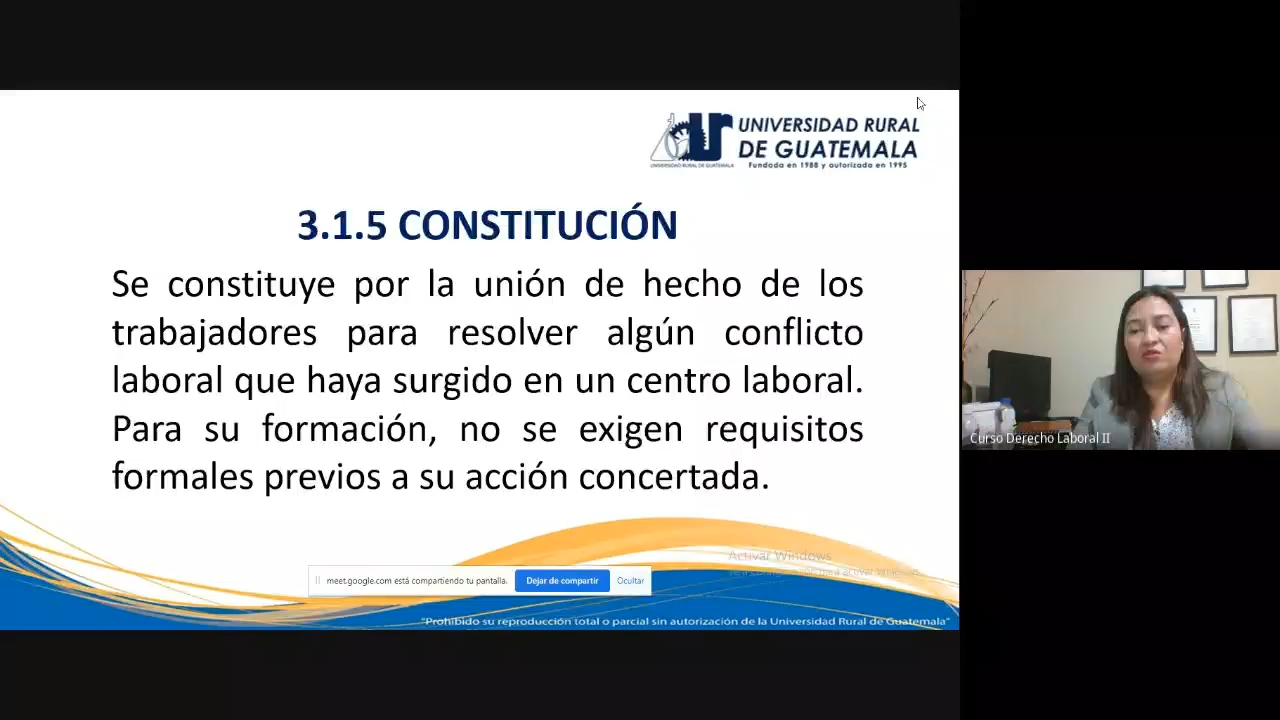 UNIVERSIDAD RURAL
DE GUATEMALA
Fundada en 1988 y autorizada en 1995
UNIVERSIDAD RURAL DE GUATEMALA
3.1.5 CONSTITUCIÓN
Se constituye por la unión de hecho de los
trabajadores para resolver algún conflicto
laboral que haya surgido en un centro laboral.
Para su formación, no se exigen requisitos
formales previos a su acción concertada.
Curso Derecho Laboral II
Activar Windows
meet.google.com está compartiendo tu pantalla. Dejar de compartir Ocultar
"Prohibido su reproducción total o parcial sin autorización de la Universidad Rural de Guatemala"